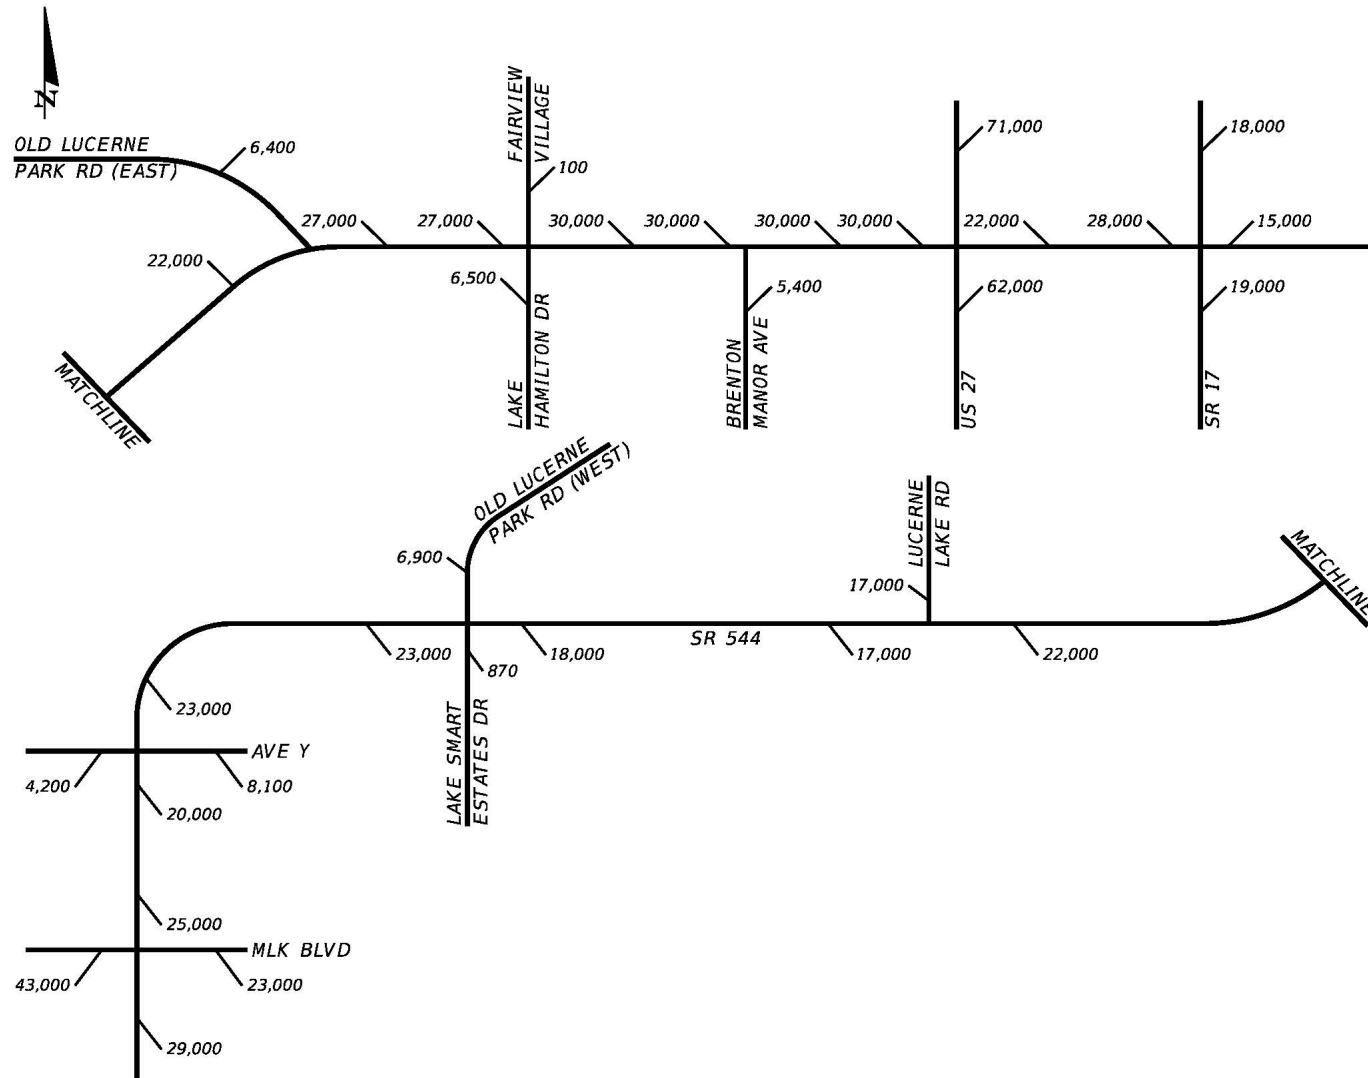 N
OLD LUCERNE
PARK RD (EAST)
6,400
FAIRVIEW
VILLAGE
100
71,000
18,000
27,000
27,000
30,000
30,000
30,000
30,000
22,000
28,000
15,000
22,000
6,500
5,400
62,000
19,000
MATCHLINE
LAKE
HAMILTON DR
BRENTON
MANOR AVE
US 27
SR 17
OLD LUCERNE
PARK RD (WEST)
LUCERNE
LAKE RD
MATCHLINE
6,900
17,000
23,000
870
18,000
SR 544
17,000
22,000
23,000
LAKE SMART
ESTATES DR
AVE Y
4,200
8,100
20,000
25,000
MLK BLVD
43,000
23,000
29,000